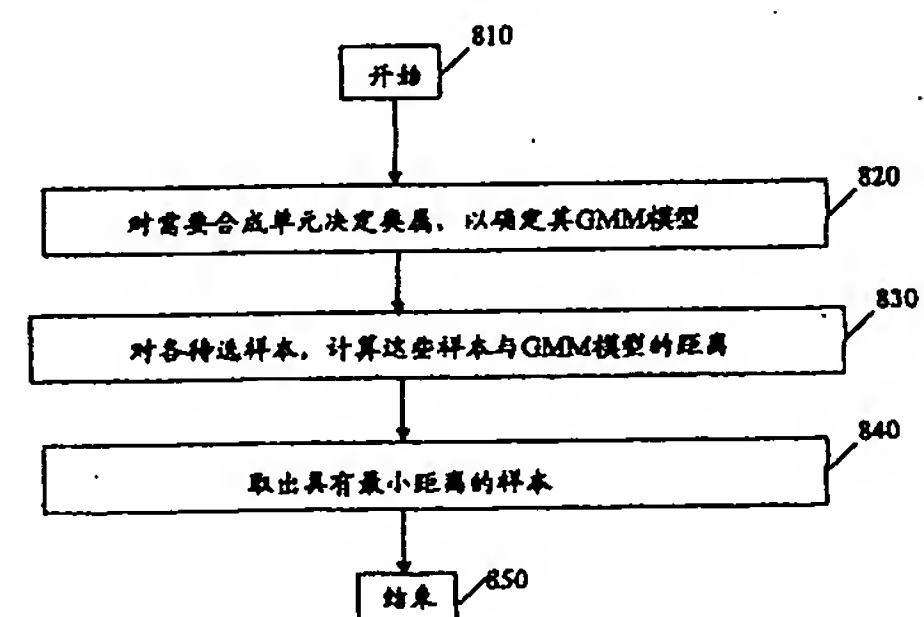 810
开始
820
对需要合成单元决定类属，以确定其GMM模型
830
对各待选样本，计算这些样本与GMM模型的距离
840
取出具有最小距离的样本
850
结束